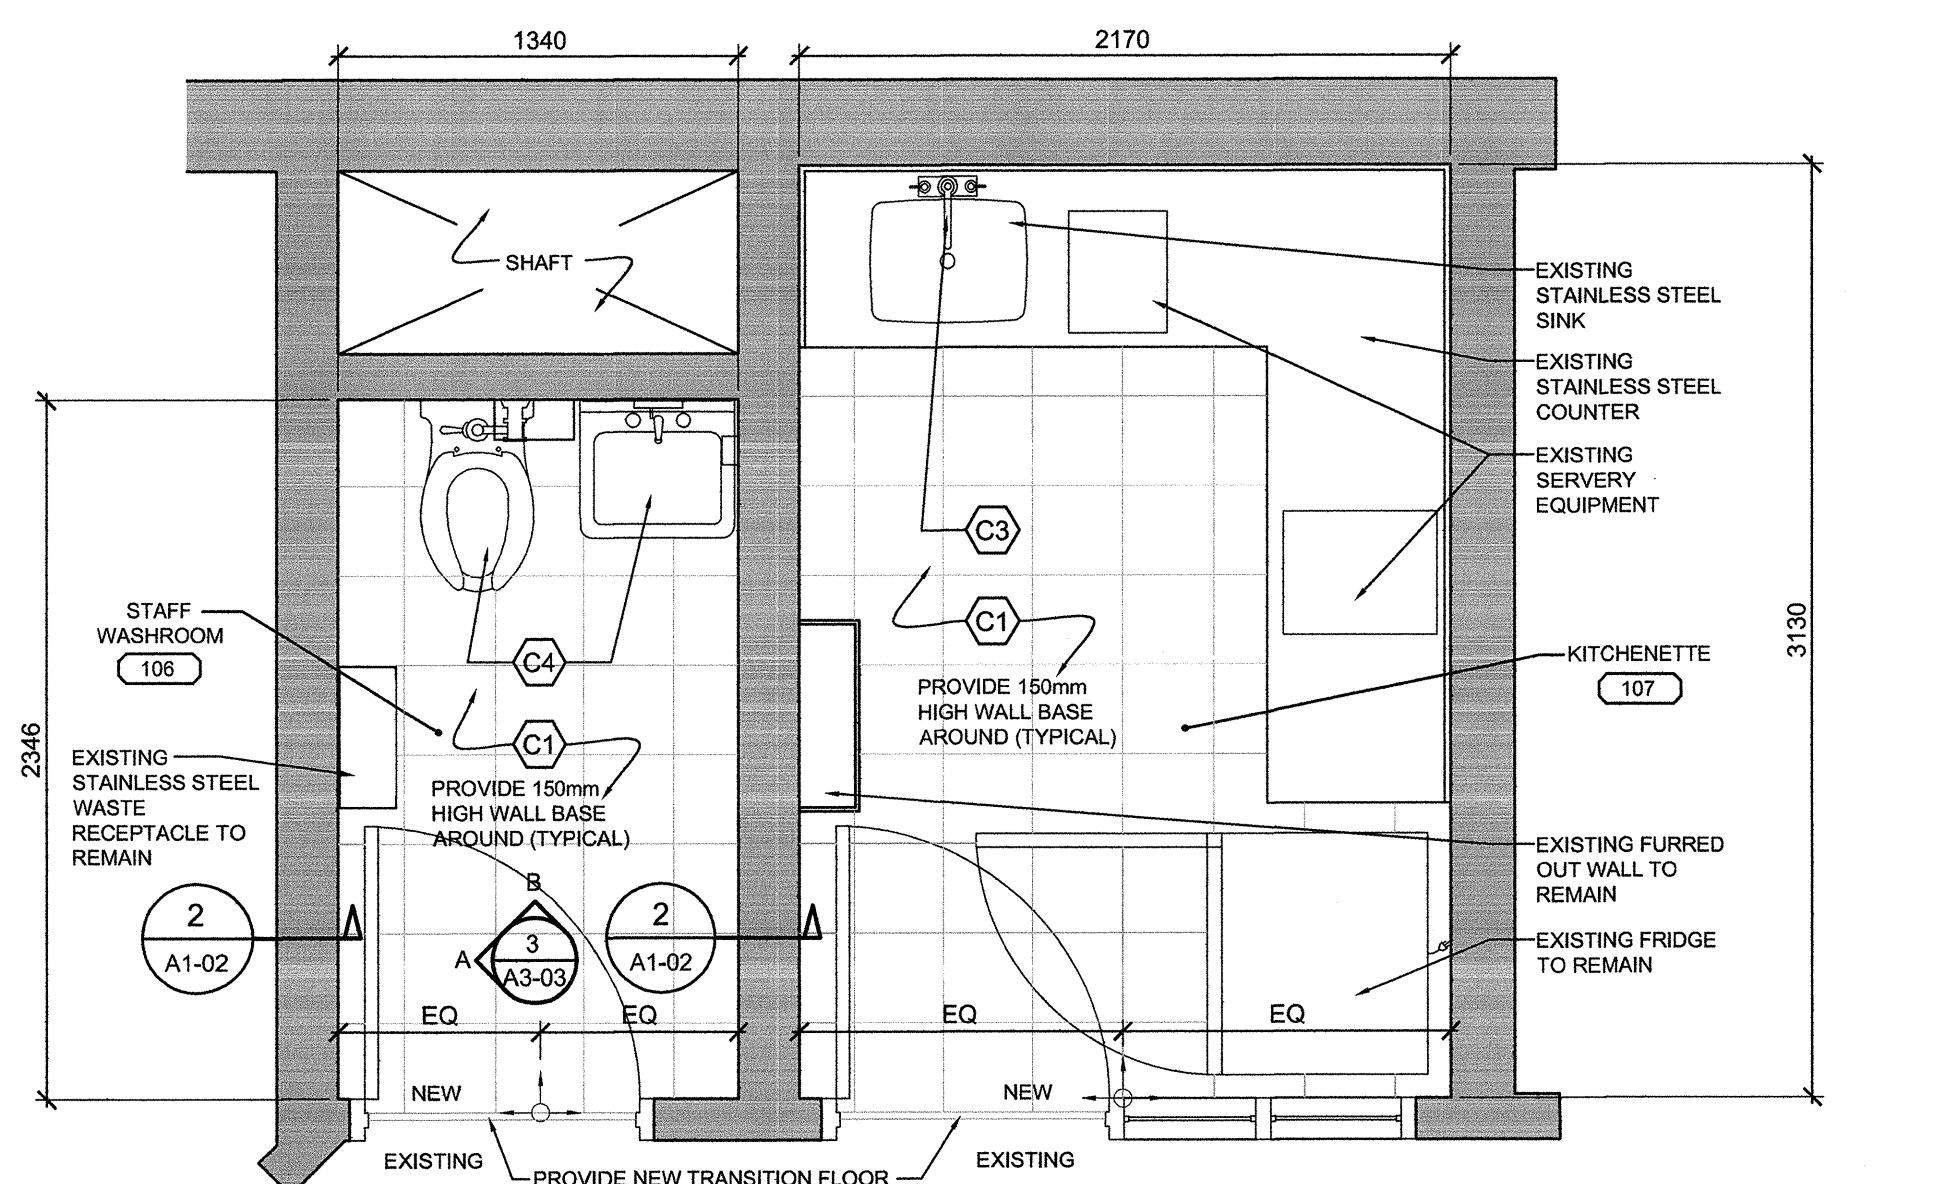 1340
2170
SHAFT
EXISTING
STAINLESS STEEL
SINK
EXISTING
STAINLESS STEEL
COUNTER
EXISTING
SERVERY
EQUIPMENT
C3
C1
PROVIDE 150mm
HIGH WALL BASE
AROUND (TYPICAL)
STAFF
WASHROOM
106
C4
C1
PROVIDE 150mm
HIGH WALL BASE
AROUND (TYPICAL)
KITCHENETTE
107
3130
2346
EXISTING
STAINLESS STEEL
WASTE
RECEPTACLE TO
REMAIN
EXISTING FURRED
OUT WALL TO
REMAIN
EXISTING FRIDGE
TO REMAIN
2
A1-02
B
A
3
A3-03
2
A1-02
EQ
EQ
EQ
EQ
NEW
NEW
EXISTING
EXISTING
PROVIDE NEW TRANSITION FLOOR